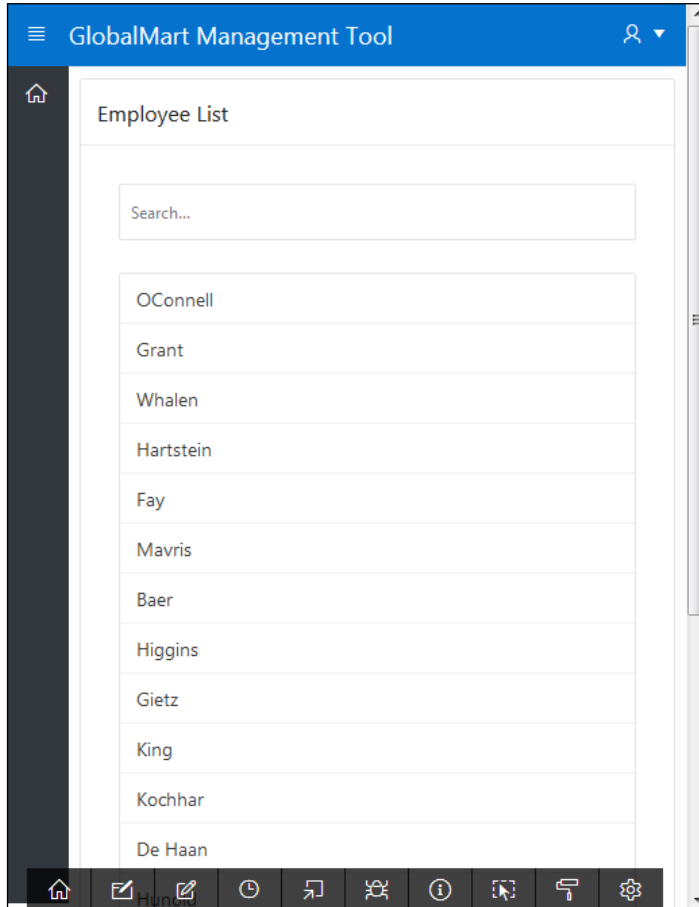 GlobalMart Management Tool
Employee List
Search...
OConnell
Grant
Whalen
Hartstein
Fay
Mavris
Baer
Higgins
Gietz
King
Kochhar
De Haan
Hunold